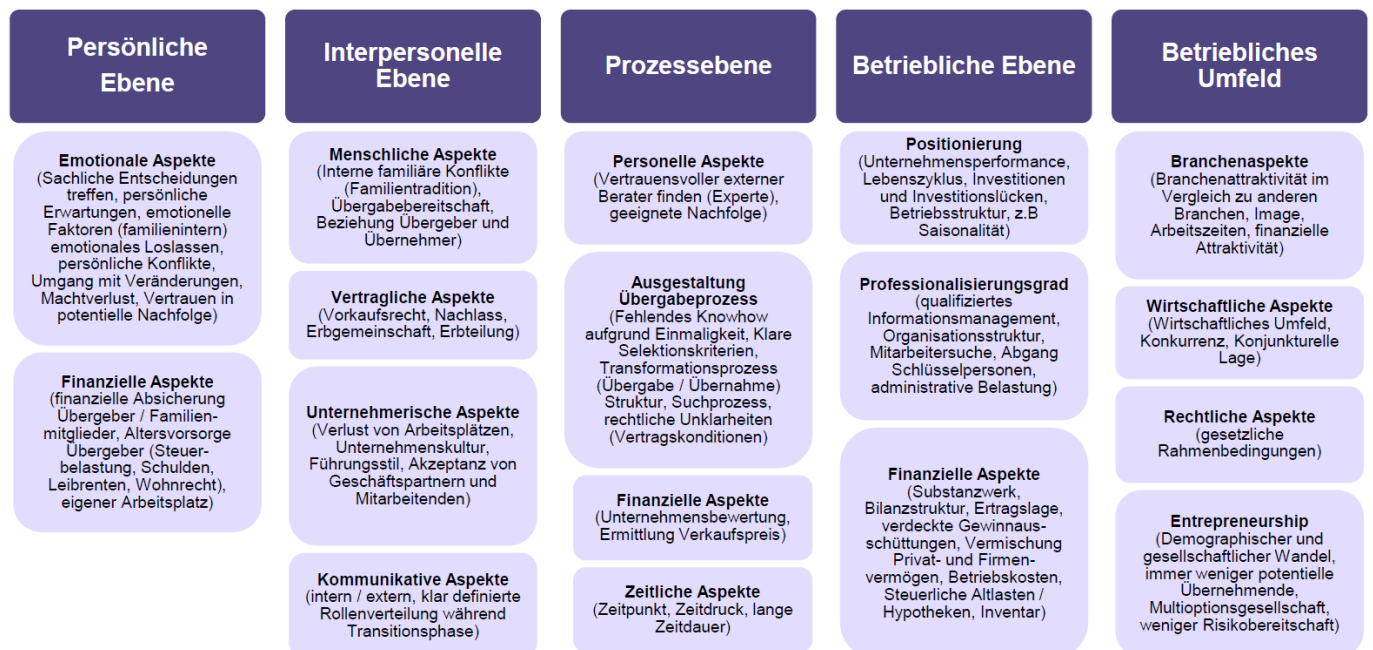 Persönliche
Ebene
Emotionale Aspekte
(Sachliche Entscheidungen
treffen, persönliche
Erwartungen, emotionelle
Faktoren (familienintern)
emotionales Loslassen,
persönliche Konflikte,
Umgang mit Veränderungen,
Machtverlust, Vertrauen in
potentielle Nachfolge)
Finanzielle Aspekte
(finanzielle Absicherung
Übergeber / Familien-
mitglieder, Altersvorsorge
Übergeber (Steuer-
belastung, Schulden,
Leibrenten, Wohnrecht),
eigener Arbeitsplatz)
Interpersonelle
Ebene
Menschliche Aspekte
(Interne familiäre Konflikte
(Familientradition),
Übergabebereitschaft,
Beziehung Übergeber und
Übernehmer)
Vertragliche Aspekte
(Vorkaufsrecht, Nachlass,
Erbgemeinschaft, Erbteilung)
Unternehmerische Aspekte
(Verlust von Arbeitsplätzen,
Unternehmenskultur,
Führungsstil, Akzeptanz von
Geschäftspartnern und
Mitarbeitenden)
Kommunikative Aspekte
(intern / extern, klar definierte
Rollenverteilung während
Transitionsphase)
Prozessebene
Personelle Aspekte
(Vertrauensvoller externer
Berater finden (Experte),
geeignete Nachfolge)
Ausgestaltung
Übergabeprozess
(Fehlendes Knowhow
aufgrund Einmaligkeit, Klare
Selektionskriterien,
Transformationsprozess
(Übergabe / Übernahme)
Struktur, Suchprozess,
rechtliche Unklarheiten
(Vertragskonditionen)
Finanzielle Aspekte
(Unternehmensbewertung,
Ermittlung Verkaufspreis)
Zeitliche Aspekte
(Zeitpunkt, Zeitdruck, lange
Zeitdauer)
Betriebliche Ebene
Positionierung
(Unternehmensperformance,
Lebenszyklus, Investitionen
und Investitionslücken,
Betriebsstruktur, z.B
Saisonalität)
Professionalisierungsgrad
(qualifiziertes
Informationsmanagement,
Organisationsstruktur,
Mitarbeitersuche, Abgang
Schlüsselpersonen,
administrative Belastung)
Finanzielle Aspekte
(Substanzwerk,
Bilanzstruktur, Ertragslage,
verdeckte Gewinnaus-
schüttungen, Vermischung
Privat- und Firmen-
vermögen, Betriebskosten,
Steuerliche Altlasten /
Hypotheken, Inventar)
Betriebliches
Umfeld
Branchenaspekte
(Branchenattraktivität im
Vergleich zu anderen
Branchen, Image,
Arbeitszeiten, finanzielle
Attraktivität)
Wirtschaftliche Aspekte
(Wirtschaftliches Umfeld,
Konkurrenz, Konjunkturelle
Lage)
Rechtliche Aspekte
(gesetzliche
Rahmenbedingungen)
Entrepreneurship
(Demographischer und
gesellschaftlicher Wandel,
immer weniger potentielle
Übernehmende,
Multioptionsgesellschaft,
weniger Risikobereitschaft)